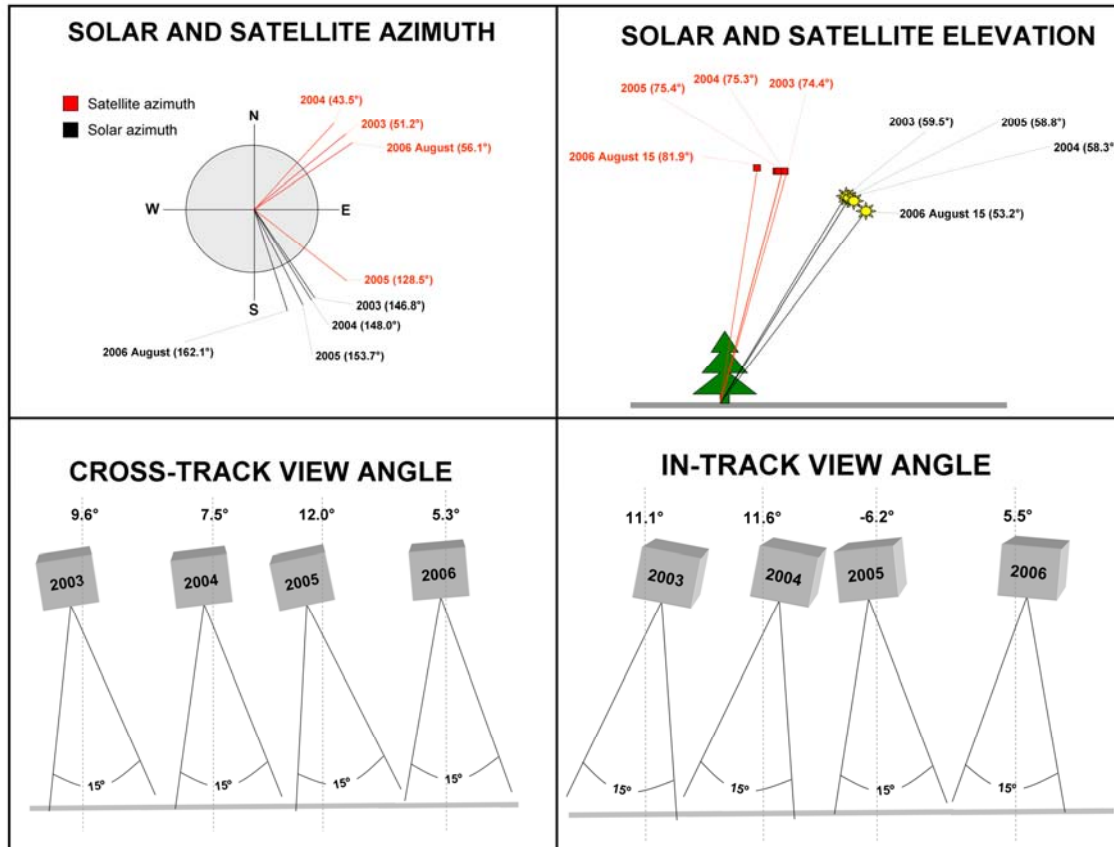 SOLAR AND SATELLITE AZIMUTH
Satellite azimuth
Solar azimuth
2004 (43.5°)
N
2003 (51.2°)
2006 August (56.1°)
W
E
2005 (128.5°)
S
2003 (146.8°)
2004 (148.0°)
2006 August (162.1°)
2005 (153.7°)
SOLAR AND SATELLITE ELEVATION
2004 (75.3°)
2005 (75.4°)
2003 (74.4°)
2003 (59.5°)
2005 (58.8°)
2004 (58.3°)
2006 August 15 (81.9°)
2006 August 15 (53.2°)
CROSS-TRACK VIEW ANGLE
9.6° 7.5° 12.0° 5.3°
2003 2004 2005 2006
15° 15° 15° 15°
IN-TRACK VIEW ANGLE
11.1° 11.6° -6.2° 5.5°
2003 2004 2005 2006
15° 15° 15° 15°